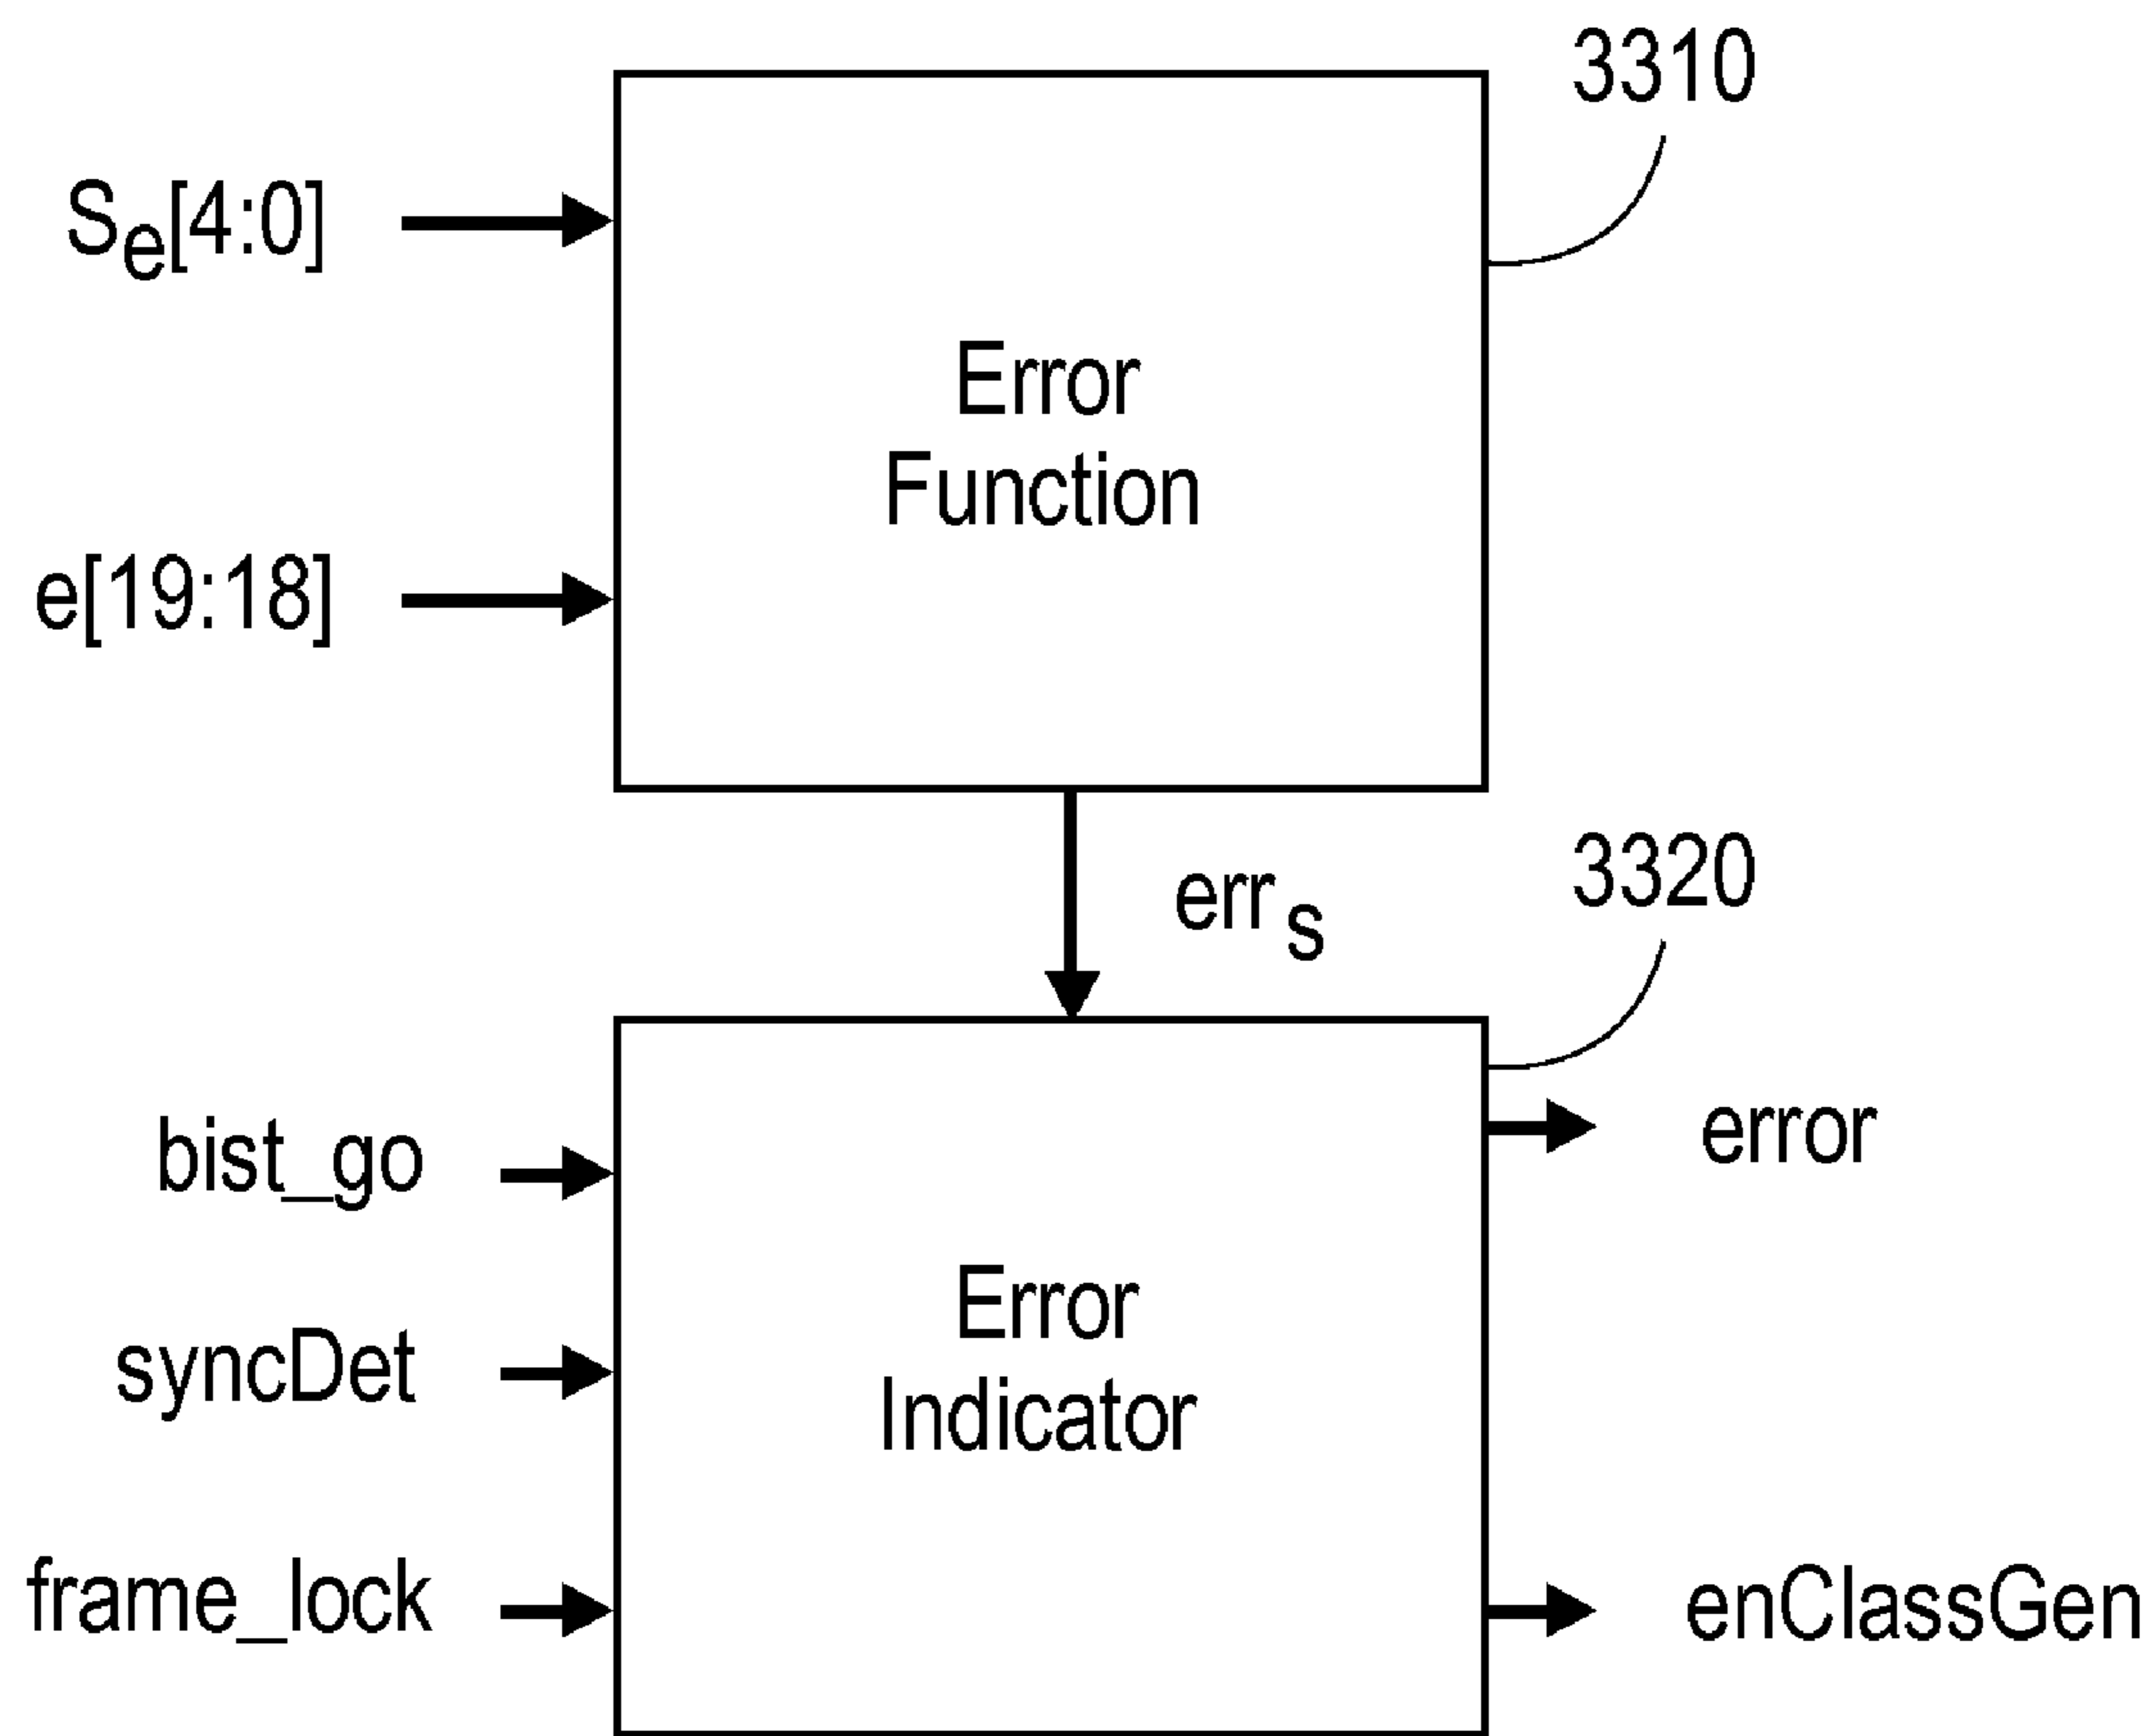 3310
Se[4:0]
Error
Function
e[19:18]
errs
3320
bist_go
error
Error
Indicator
syncDet
frame_lock
enClassGen